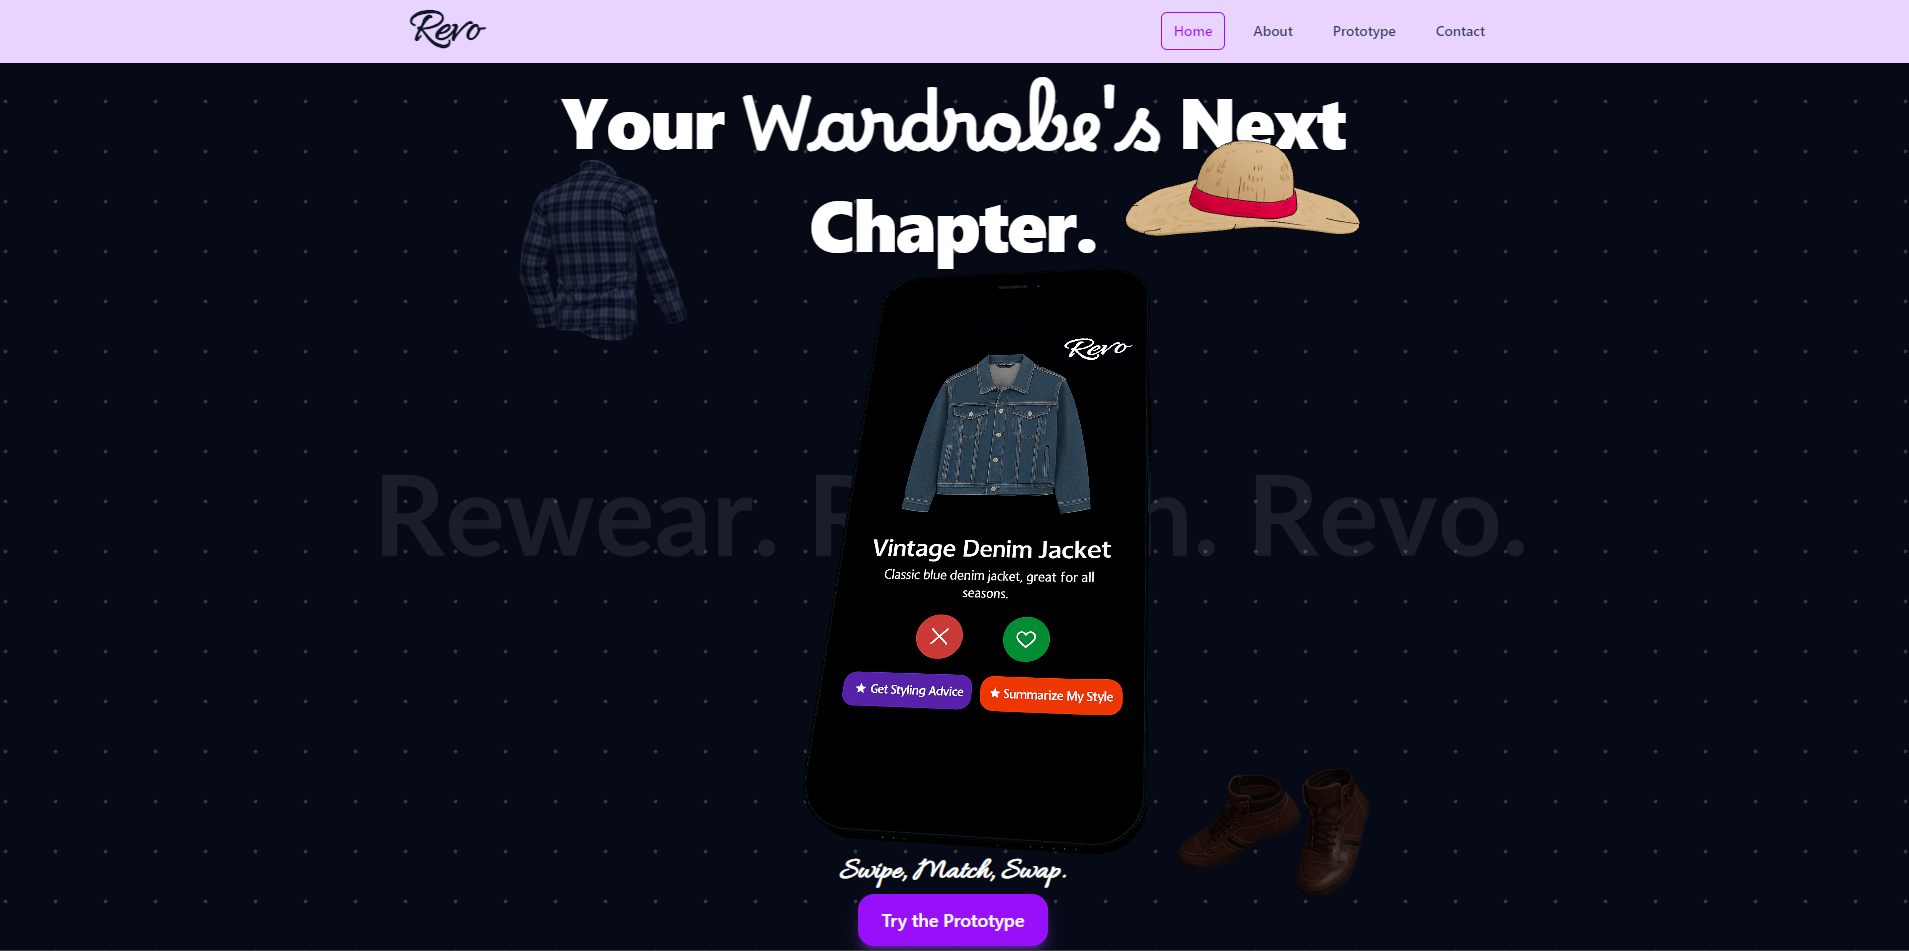 Revo
Home
About
Prototype
Contact
Your Wardrobe's Next
Chapter.
Revo
Rewear. Revo.
Vintage Denim Jacket
Classic blue denim jacket, great for all
seasons.
Get Styling Advice
Summarize My Style
Swipe, Match, Swap.
Try the Prototype